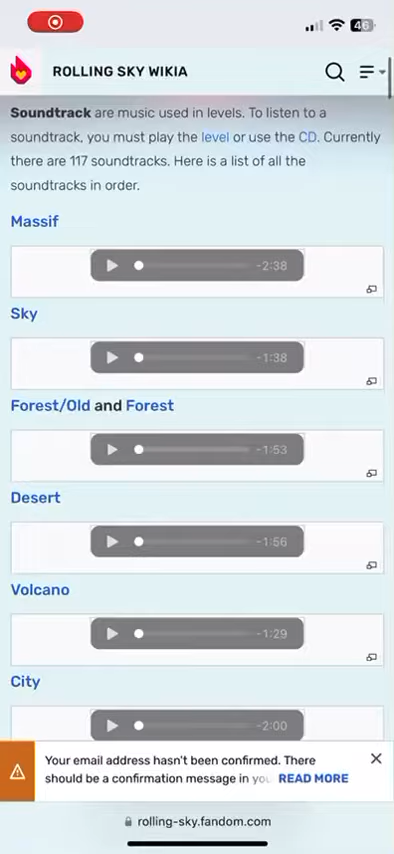 46
ROLLING SKY WIKIA
Soundtrack are music used in levels. To listen to a
soundtrack, you must play the level or use the CD. Currently
there are 117 soundtracks. Here is a list of all the
soundtracks in order.
Massif
-2:38
Sky
-1:38
Forest/Old and Forest
-1:53
Desert
-1:56
Volcano
-1:29
City
-2:00
Your email address hasn't been confirmed. There
should be a confirmation message in you READ MORE
rolling-sky.fandom.com